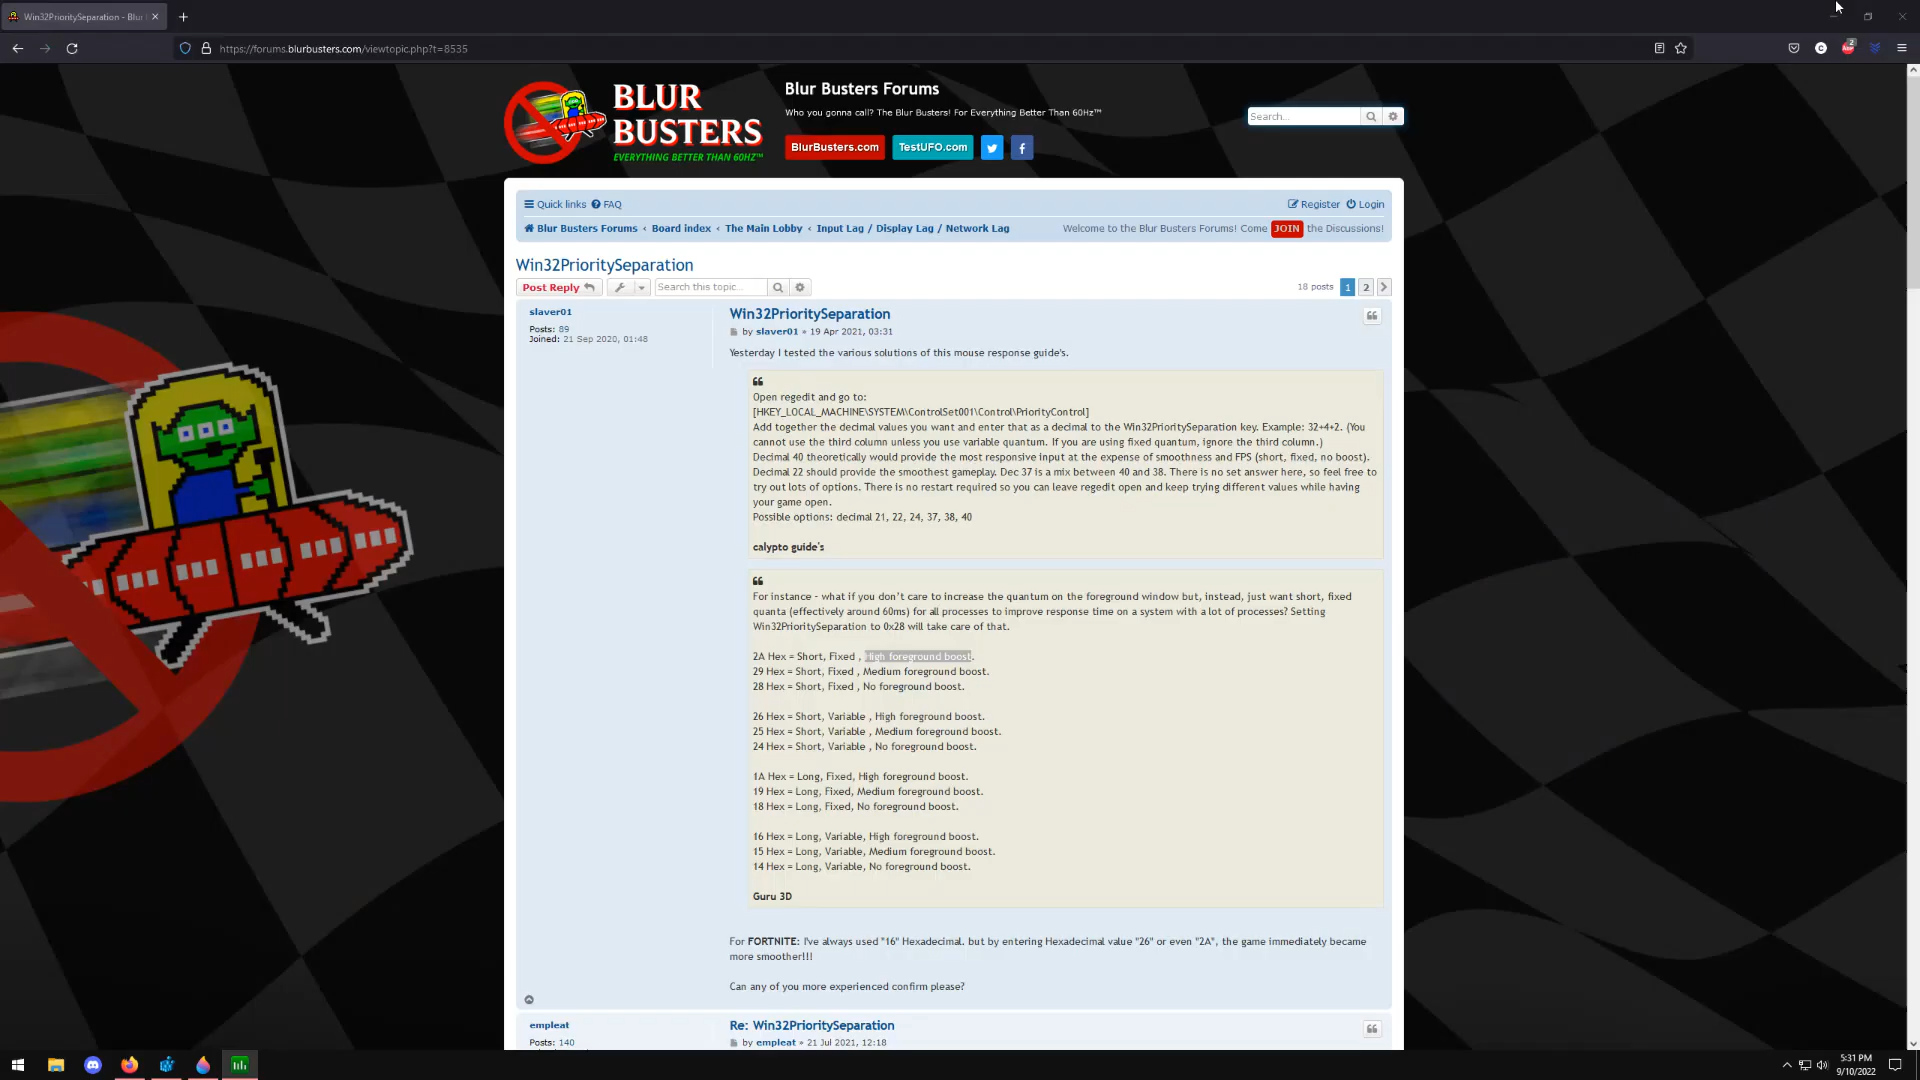 Win32PrioritySeparation - Blur
https://forums.blurbusters.com/viewtopic.php?t=8535
2
BLUR
BUSTERS
EVERYTHING BETTER THAN 60HZ™
Blur Busters Forums
Who you gonna call? The Blur Busters! For Everything Better Than 60Hz™
BlurBusters.com
TestUFO.com
Search…
Quick links
FAQ
Register
Login
Blur Busters Forums ‹ Board index ‹ The Main Lobby ‹ Input Lag / Display Lag / Network Lag
Welcome to the Blur Busters Forums! Come JOIN the Discussions!
Win32PrioritySeparation
Post Reply
Search this topic…
18 posts 1 2
slaver01
Posts: 89
Joined: 21 Sep 2020, 01:48
Win32PrioritySeparation
by slaver01 » 19 Apr 2021, 03:31
Yesterday I tested the various solutions of this mouse response guide's.
Open regedit and go to:
[HKEY_LOCAL_MACHINE\SYSTEM\ControlSet001\Control\PriorityControl]
Add together the decimal values you want and enter that as a decimal to the Win32PrioritySeparation key. Example: 32+4+2. (You
cannot use the third column unless you use variable quantum. If you are using fixed quantum, ignore the third column.)
Decimal 40 theoretically would provide the most responsive input at the expense of smoothness and FPS (short, fixed, no boost).
Decimal 22 should provide the smoothest gameplay. Dec 37 is a mix between 40 and 38. There is no set answer here, so feel free to
try out lots of options. There is no restart required so you can leave regedit open and keep trying different values while having
your game open.
Possible options: decimal 21, 22, 24, 37, 38, 40
calypto guide's
For instance - what if you don't care to increase the quantum on the foreground window but, instead, just want short, fixed
quanta (effectively around 60ms) for all processes to improve response time on a system with a lot of processes? Setting
Win32PrioritySeparation to 0x28 will take care of that.
2A Hex = Short, Fixed , High foreground boost.
29 Hex = Short, Fixed , Medium foreground boost.
28 Hex = Short, Fixed , No foreground boost.
26 Hex = Short, Variable , High foreground boost.
25 Hex = Short, Variable , Medium foreground boost.
24 Hex = Short, Variable , No foreground boost.
1A Hex = Long, Fixed, High foreground boost.
19 Hex = Long, Fixed, Medium foreground boost.
18 Hex = Long, Fixed, No foreground boost.
16 Hex = Long, Variable, High foreground boost.
15 Hex = Long, Variable, Medium foreground boost.
14 Hex = Long, Variable, No foreground boost.
Guru 3D
For FORTNITE: I've always used "16" Hexadecimal. but by entering Hexadecimal value "26" or even "2A", the game immediately became
more smoother!!!
Can any of you more experienced confirm please?
empleat
Posts: 140
Re: Win32PrioritySeparation
by empleat » 21 Jul 2021, 12:18
5:31 PM
9/10/2022